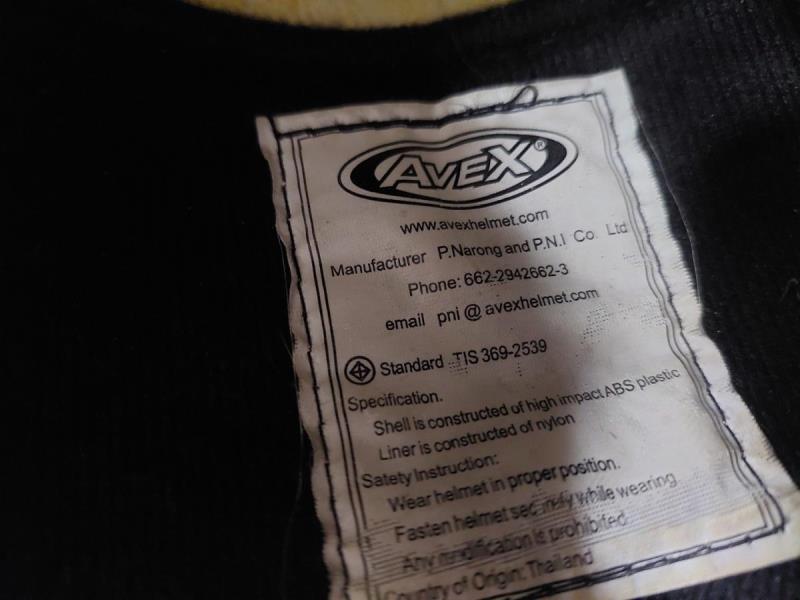 AVEX®
www.avexhelmet.com
Manufacturer P.Narong and P.N.I Co. Ltd
Phone: 662-2942662-3
email pni @ avexhelmet.com
Standard TIS 369-2539
Specification.
Shell is constructed of high impact ABS plastic
Liner is constructed of nylon
Satety Instruction:
Wear helmet in proper position.
Fasten helmet securely while wearing
Any modification is prohibited
Country of Origin: Thailand